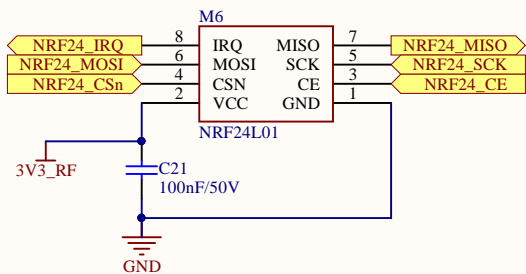 M6
NRF24_IRQ 8 IRQ MISO 7 NRF24_MISO
NRF24_MOSI 6 MOSI SCK 5 NRF24_SCK
NRF24_CSn 4 CSN CE 3 NRF24_CE
2 VCC GND 1
NRF24L01
3V3_RF
C21
100nF/50V
GND